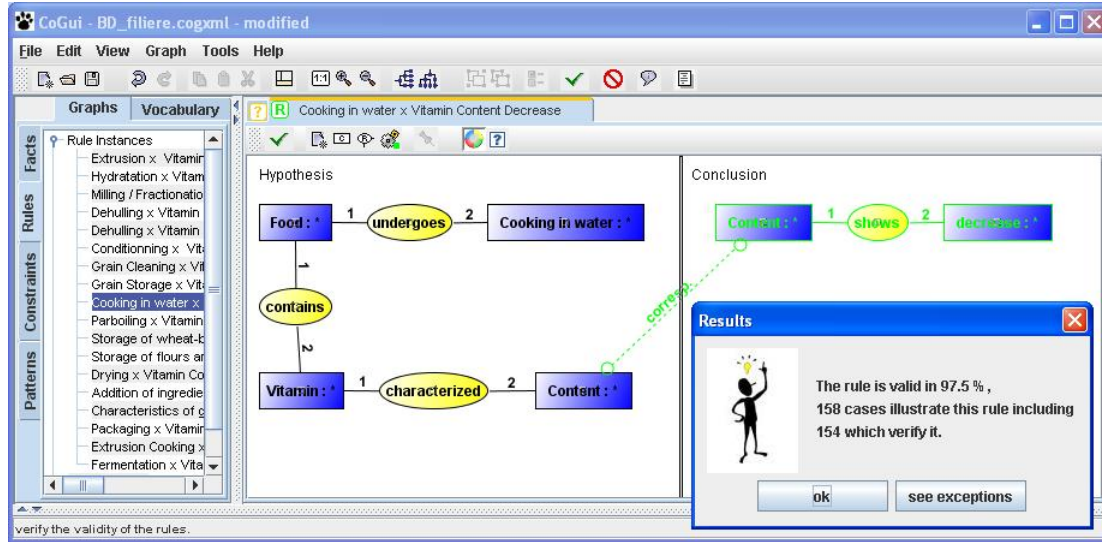 CoGui - BD_filiere.cogxml - modified
File Edit View Graph Tools Help
1:1
Graphs Vocabulary
? R Cooking in water x Vitamin Content Decrease
Facts
Rules
Constraints
Patterns
Rule Instances
Extrusion x Vitamin
Hydratation x Vitam
Milling / Fractionatio
Dehulling x Vitamin
Dehulling x Vitamin
Conditionning x Vita
Grain Cleaning x Vit
Grain Storage x Vita
Cooking in water x
Parboiling x Vitamin
Storage of wheat-b
Storage of flours ar
Drying x Vitamin Co
Addition of ingredie
Characteristics of g
Packaging x Vitamin
Extrusion Cooking x
Fermentation x Vita
Hypothesis
Food : * 1 undergoes 2 Cooking in water : *
1
contains
2
Vitamin : * 1 characterized 2 Content : *
Conclusion
Content : * 1 shows 2 decrease : *
corresp.
Results
The rule is valid in 97.5 % ,
158 cases illustrate this rule including
154 which verify it.
ok see exceptions
verify the validity of the rules.